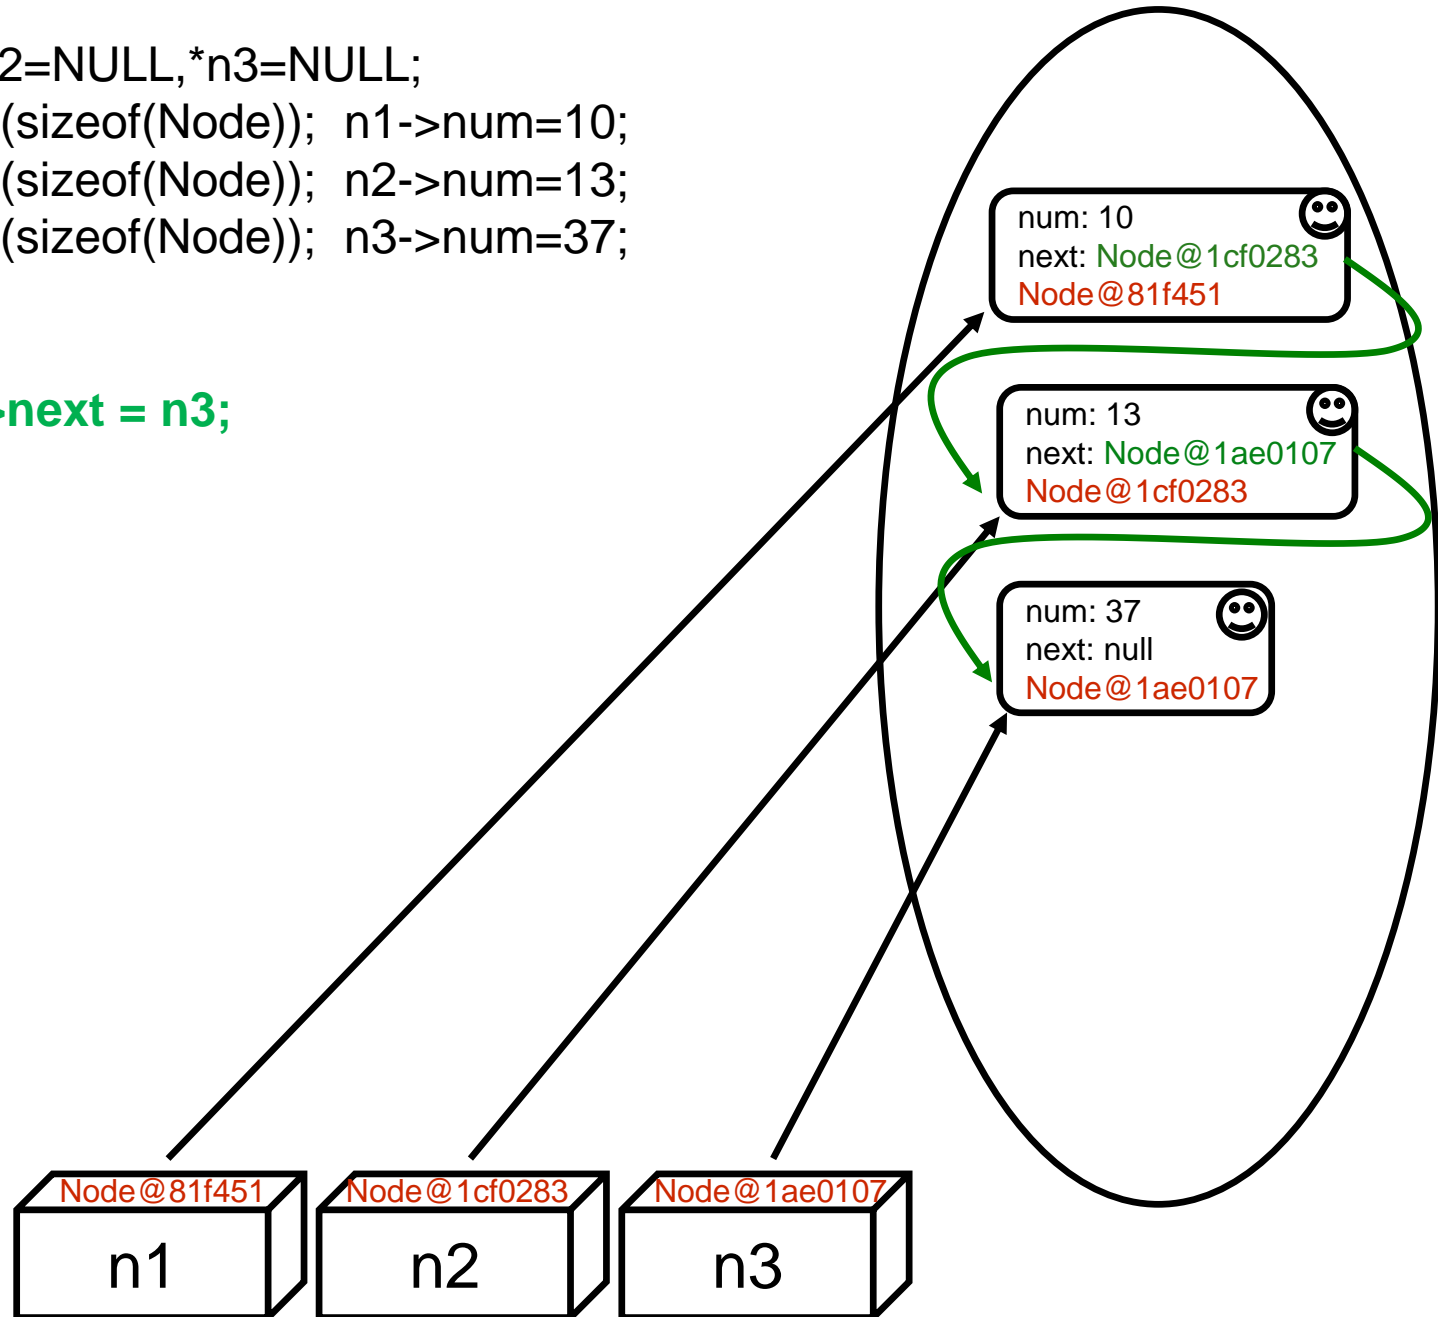 2=NULL,*n3=NULL;
(sizeof(Node)); n1->num=10;
(sizeof(Node)); n2->num=13;
(sizeof(Node)); n3->num=37;
>next = n3;
num: 10
next: Node@1cf0283
Node@81f451
num: 13
next: Node@1ae0107
Node@1cf0283
num: 37
next: null
Node@1ae0107
Node@81f451
Node@1cf0283
Node@1ae0107
n1
n2
n3